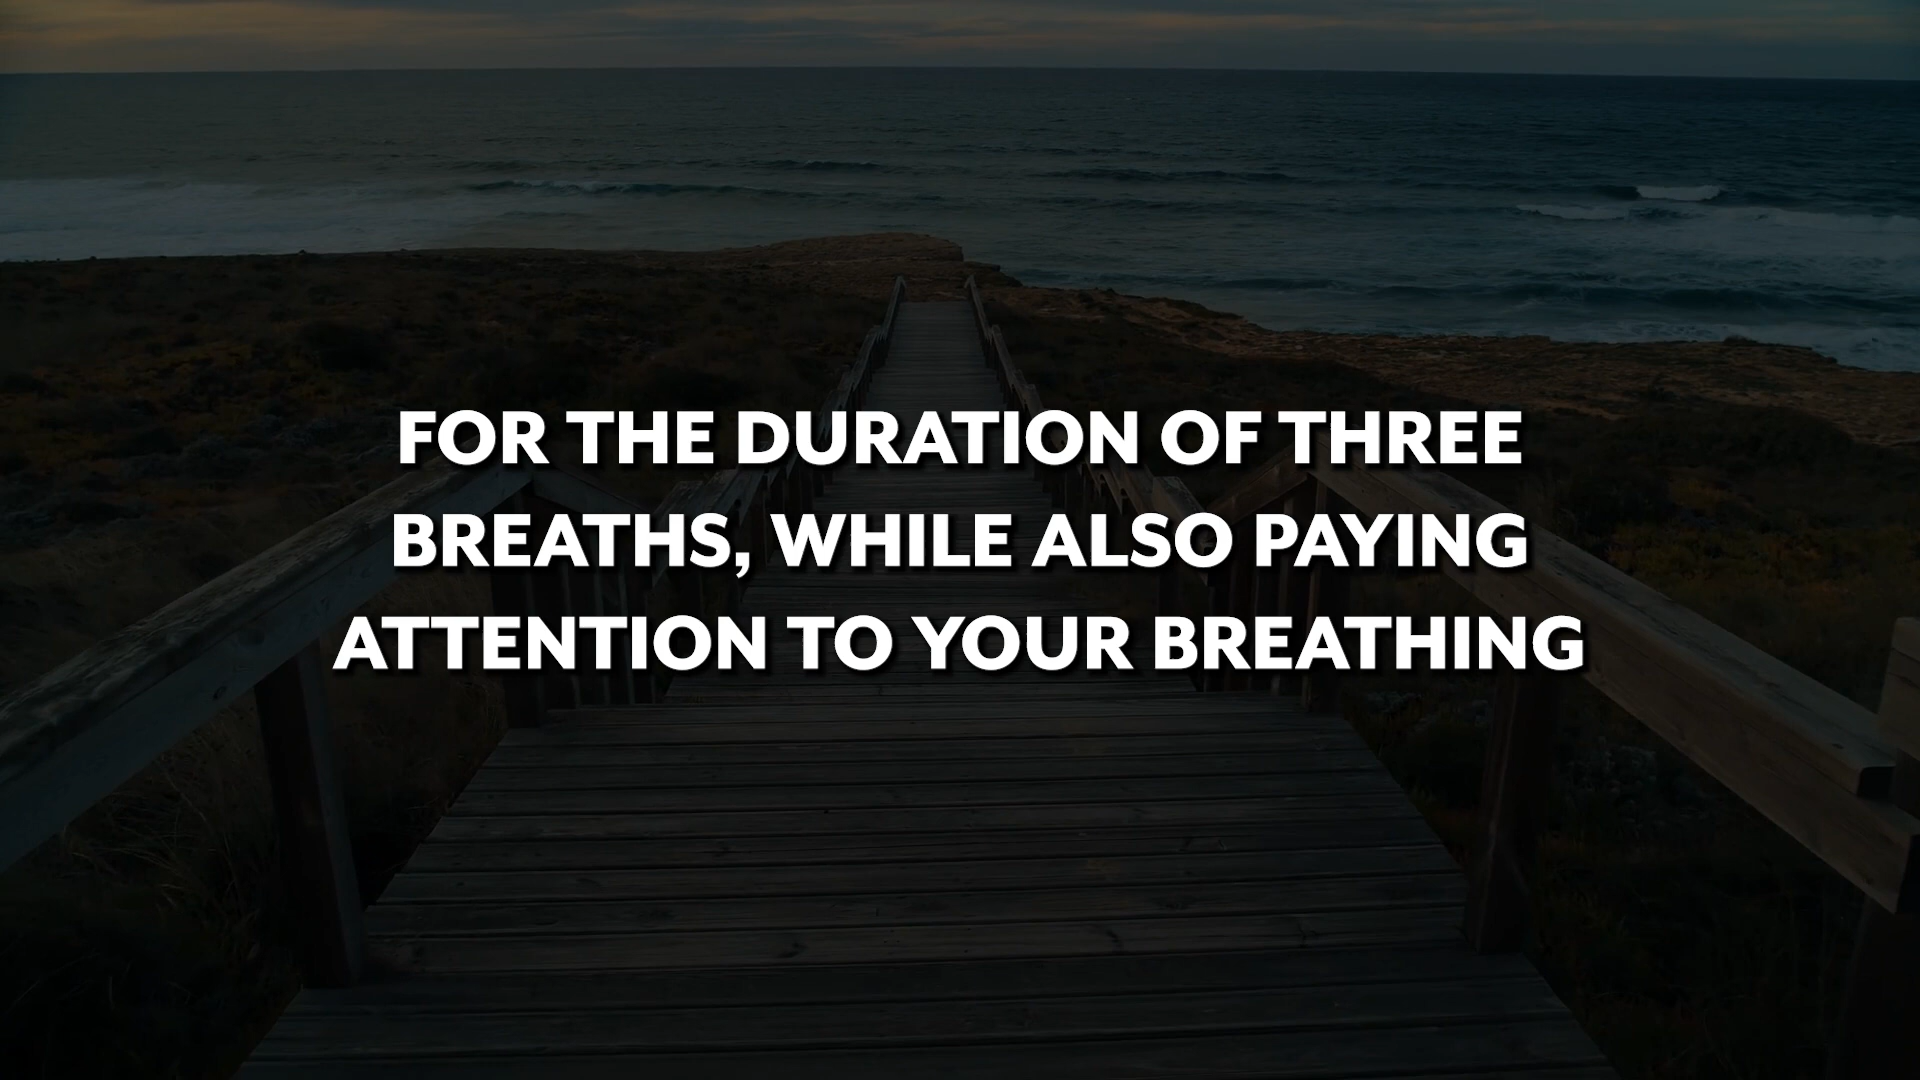 FOR THE DURATION OF THREE
BREATHS, WHILE ALSO PAYING
ATTENTION TO YOUR BREATHING